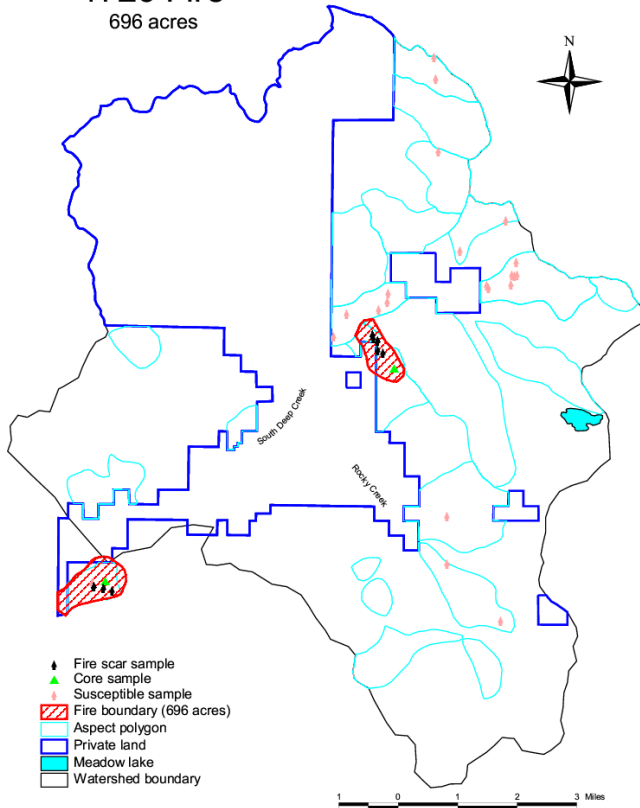 696 acres
N
South Deep Creek
Rocky Creek
Fire scar sample
Core sample
Susceptible sample
Fire boundary (696 acres)
Aspect polygon
Private land
Meadow lake
Watershed boundary
1 0 1 2 3 Miles